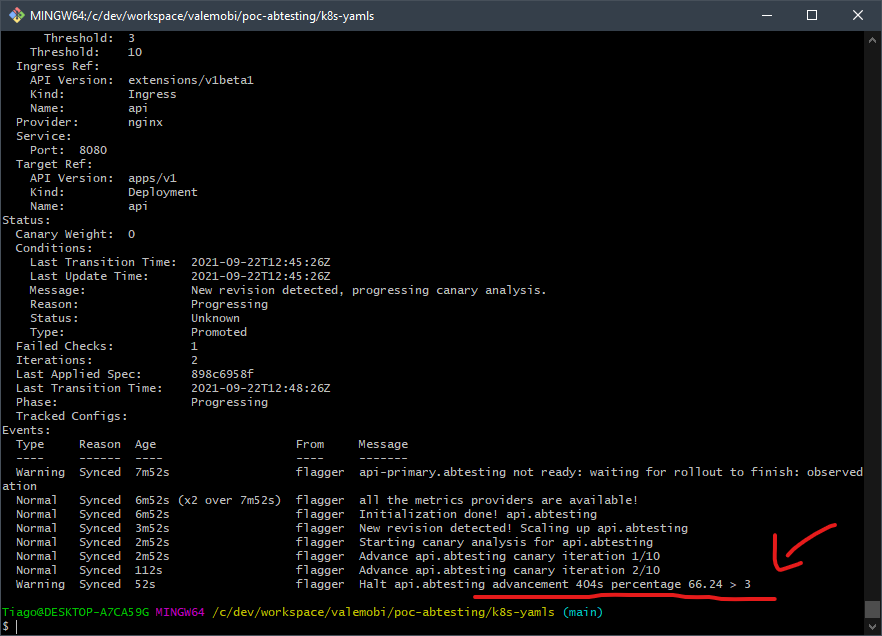 MINGW64:/c/dev/workspace/valemobi/poc-abtesting/k8s-yamls
Threshold: 3
Threshold: 10
Ingress Ref:
API Version: extensions/v1beta1
Kind: Ingress
Name: api
Provider: nginx
Service:
Port: 8080
Target Ref:
API Version: apps/v1
Kind: Deployment
Name: api
Status:
Canary Weight: 0
Conditions:
Last Transition Time: 2021-09-22T12:45:26Z
Last Update Time: 2021-09-22T12:45:26Z
Message: New revision detected, progressing canary analysis.
Reason: Progressing
Status: Unknown
Type: Promoted
Failed Checks: 1
Iterations: 2
Last Applied Spec: 898c6958f
Last Transition Time: 2021-09-22T12:48:26Z
Phase: Progressing
Tracked Configs:
Events:
Type Reason Age From Message
---- ------ ---- ---- -------
Warning Synced 7m52s flagger api-primary.abtesting not ready: waiting for rollout to finish: observed
ation
Normal Synced 6m52s (x2 over 7m52s) flagger all the metrics providers are available!
Normal Synced 6m52s flagger Initialization done! api.abtesting
Normal Synced 3m52s flagger New revision detected! Scaling up api.abtesting
Normal Synced 2m52s flagger Starting canary analysis for api.abtesting
Normal Synced 2m52s flagger Advance api.abtesting canary iteration 1/10
Normal Synced 112s flagger Advance api.abtesting canary iteration 2/10
Warning Synced 52s flagger Halt api.abtesting advancement 404s percentage 66.24 > 3
Tiago@DESKTOP-A7CA59G MINGW64 /c/dev/workspace/valemobi/poc-abtesting/k8s-yamls (main)
$